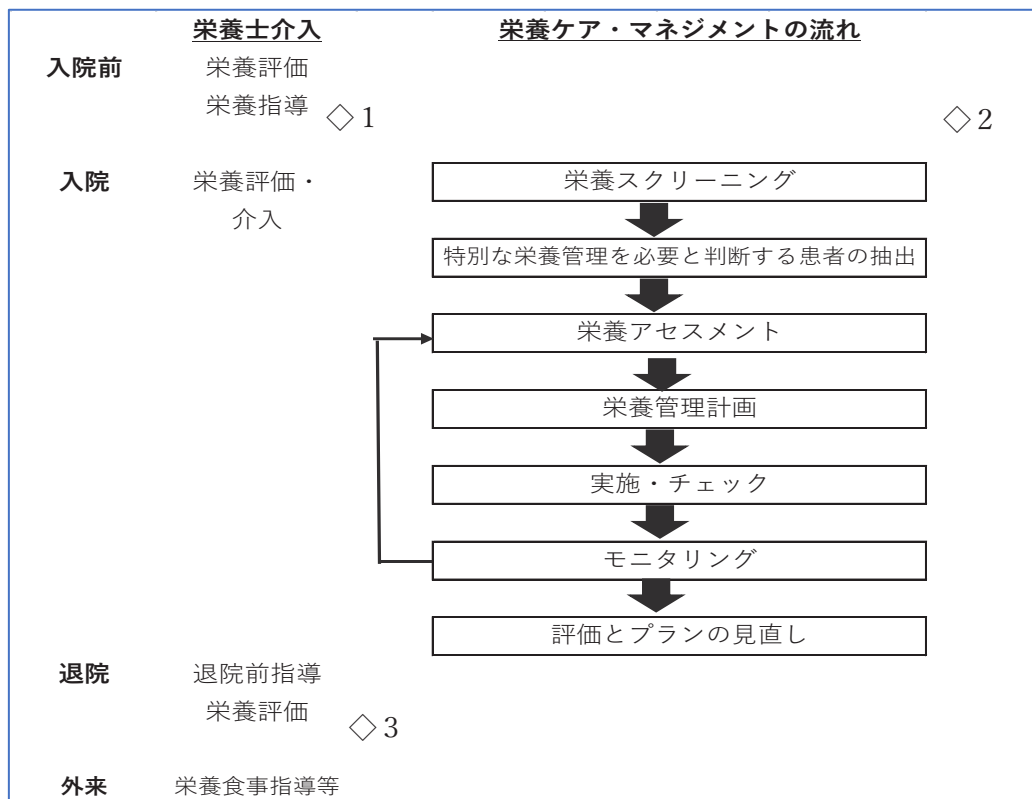 栄養士介入 栄養ケア・マネジメントの流れ
入院前 栄養評価
栄養指導 ◇1 ◇2
入院 栄養評価・ 栄養スクリーニング
介入
特別な栄養管理を必要と判断する患者の抽出
栄養アセスメント
栄養管理計画
実施・チェック
モニタリング
評価とプランの見直し
退院 退院前指導
栄養評価 ◇3
外来 栄養食事指導等